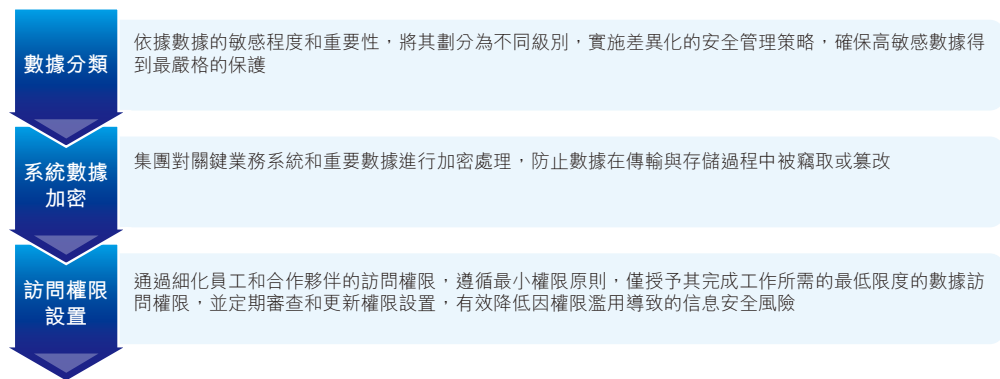 數據分類
依據數據的敏感程度和重要性，將其劃分為不同級別，實施差異化的安全管理策略，確保高敏感數據得
到最嚴格的保護
系統數據
加密
集團對關鍵業務系統和重要數據進行加密處理，防止數據在傳輸與存儲過程中被竊取或篡改
訪問權限
設置
通過細化員工和合作夥伴的訪問權限，遵循最小權限原則，僅授予其完成工作所需的最低限度的數據訪
問權限，並定期審查和更新權限設置，有效降低因權限濫用導致的信息安全風險